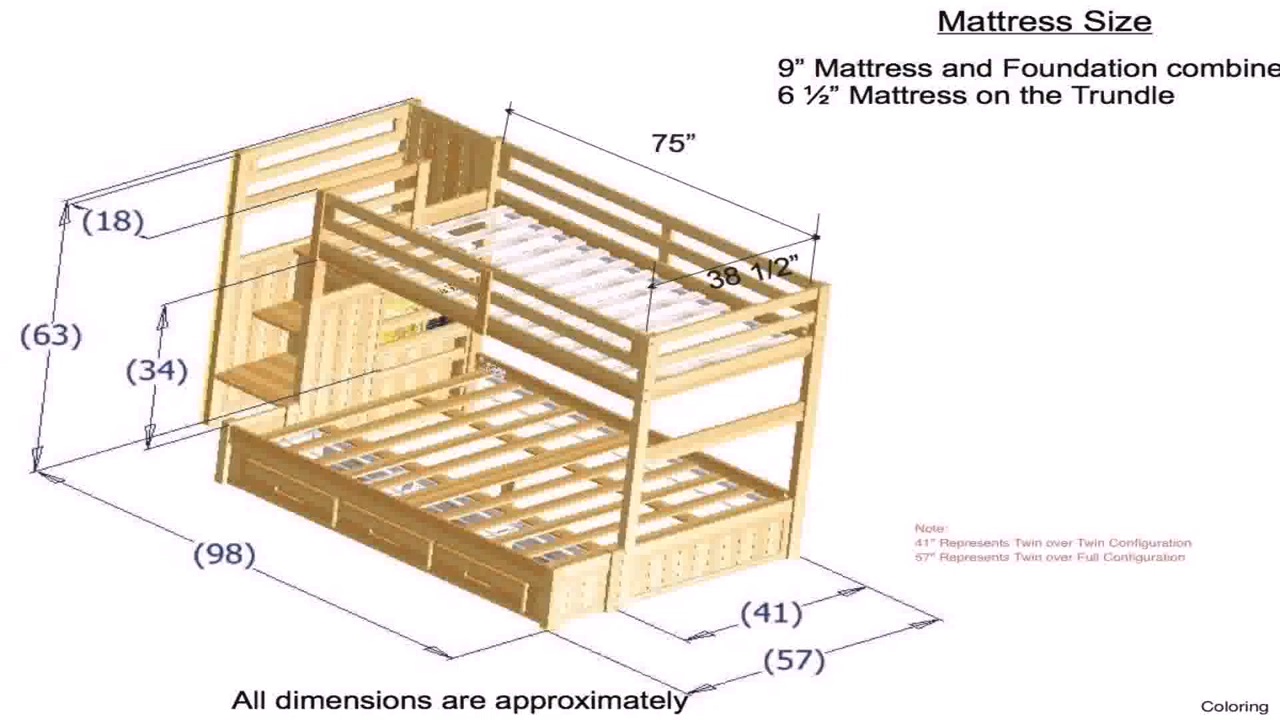 Mattress Size
9” Mattress and Foundation combine
6 ½” Mattress on the Trundle
75”
(18)
38 1/2”
(63)
(34)
Note:
41" Represents Twin over Twin Configuration
57" Represents Twin over Full Configuration
(98)
(41)
(57)
All dimensions are approximately
Coloring